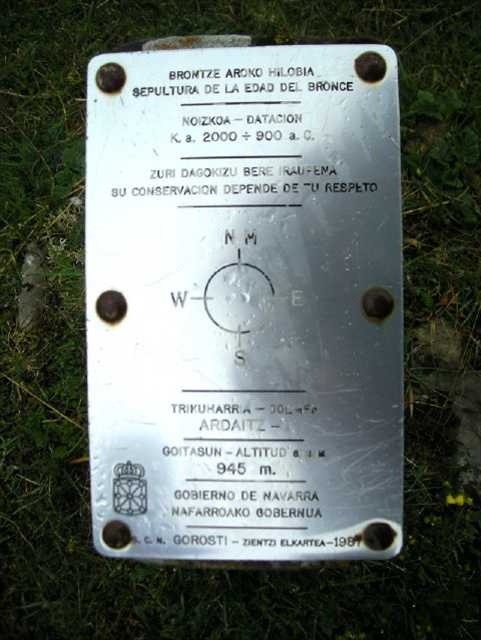 BRONTZE AROKO HILOBIA
SEPULTURA DE LA EDAD DEL BRONCE
NOIZKOA - DATACION
K. a. 2000 ÷ 900 a. C.
ZURI DAGOKIZU BERE IRAUPENA
SU CONSERVACION DEPENDE DE TU RESPETO
N M
W E
S
TRIKUHARRIA - DOLMEN
ARDAITZ -
GOITASUN - ALTITUD s. n. M.
945 m.
GOBIERNO DE NAVARRA
NAFARROAKO GOBERNUA
S. C. N. GOROSTI - ZIENTZI ELKARTEA - 1987